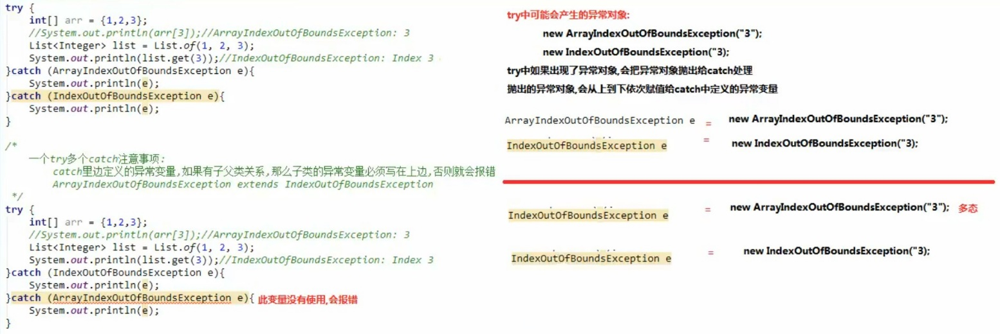 try {
int[] arr = {1,2,3};
//System.out.println(arr[3]);//ArrayIndexOutOfBoundsException: 3
List<Integer> list = List.of(1, 2, 3);
System.out.println(list.get(3));//IndexOutOfBoundsException: Index 3
}catch (ArrayIndexOutOfBoundsException e){
System.out.println(e);
}catch (IndexOutOfBoundsException e){
System.out.println(e);
}
/*
一个try多个catch注意事项:
catch里边定义的异常变量,如果有子父类关系,那么子类的异常变量必须写在上边,否则就会报错
ArrayIndexOutOfBoundsException extends IndexOutOfBoundsException
*/
try {
int[] arr = {1,2,3};
//System.out.println(arr[3]);//ArrayIndexOutOfBoundsException: 3
List<Integer> list = List.of(1, 2, 3);
System.out.println(list.get(3));//IndexOutOfBoundsException: Index 3
}catch (IndexOutOfBoundsException e){
System.out.println(e);
}catch (ArrayIndexOutOfBoundsException e){ 此变量没有使用,会报错
System.out.println(e);
}
try中可能会产生的异常对象:
new ArrayIndexOutOfBoundsException("3");
new IndexOutOfBoundsException("3);
try中如果出现了异常对象,会把异常对象抛出给catch处理
抛出的异常对象,会从上到下依次赋值给catch中定义的异常变量
ArrayIndexOutOfBoundsException e = new ArrayIndexOutOfBoundsException("3");
IndexOutOfBoundsException e = new IndexOutOfBoundsException("3);
IndexOutOfBoundsException e = new ArrayIndexOutOfBoundsException("3"); 多态
IndexOutOfBoundsException e = new IndexOutOfBoundsException("3);